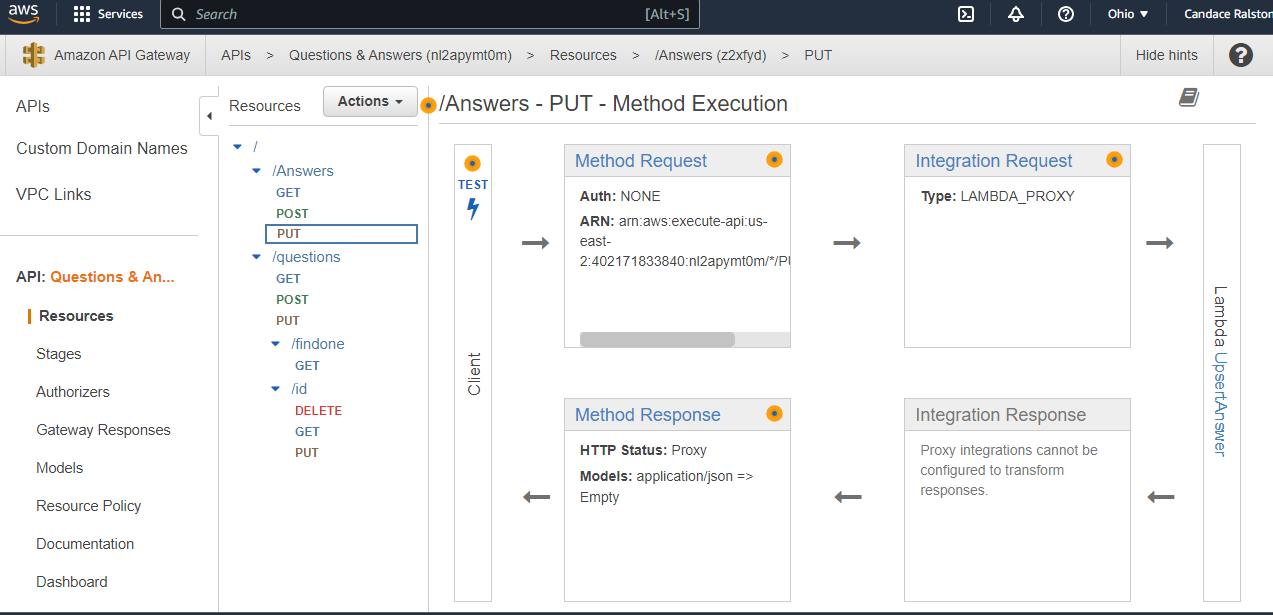 aws
Services
Search
[Alt+S]
Ohio
Candace Ralston
Amazon API Gateway
APIs > Questions & Answers (nl2apymt0m) > Resources > /Answers (z2xfyd) > PUT
Hide hints
APIs
Custom Domain Names
VPC Links
API: Questions & An...
Resources
Stages
Authorizers
Gateway Responses
Models
Resource Policy
Documentation
Dashboard
Resources
Actions
/
/Answers
GET
POST
PUT
/questions
GET
POST
PUT
/findone
GET
/id
DELETE
GET
PUT
/Answers - PUT - Method Execution
TEST
Client
Method Request
Auth: NONE
ARN: arn:aws:execute-api:us-
east-
2:402171833840:nl2apymt0m/*/PU
Integration Request
Type: LAMBDA_PROXY
Method Response
HTTP Status: Proxy
Models: application/json =>
Empty
Integration Response
Proxy integrations cannot be
configured to transform
responses.
Lambda UpsertAnswer